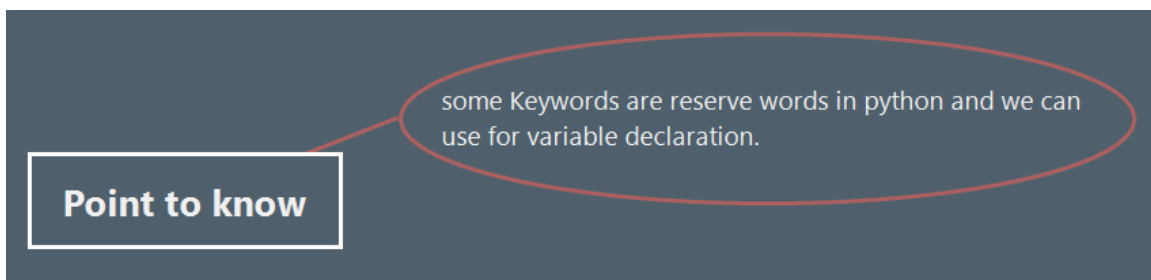 some Keywords are reserve words in python and we can
use for variable declaration.
Point to know